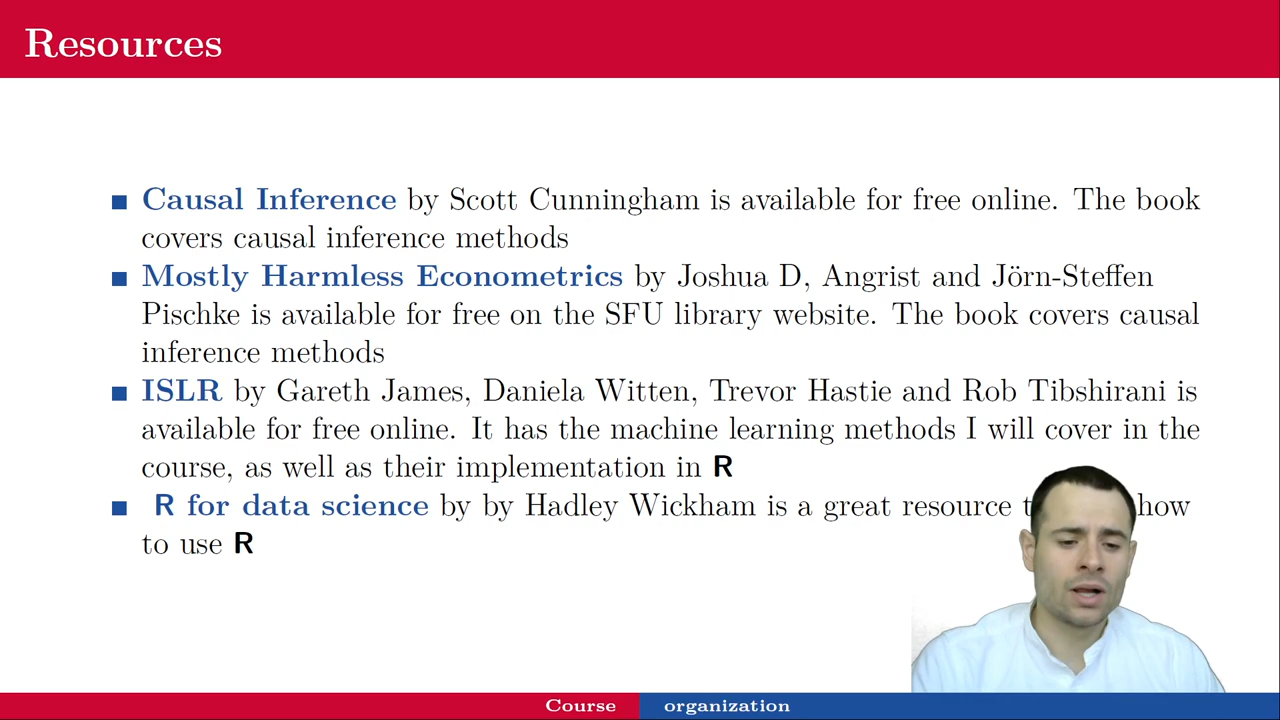 Resources
Causal Inference by Scott Cunningham is available for free online. The book
covers causal inference methods
Mostly Harmless Econometrics by Joshua D, Angrist and Jörn-Steffen
Pischke is available for free on the SFU library website. The book covers causal
inference methods
ISLR by Gareth James, Daniela Witten, Trevor Hastie and Rob Tibshirani is
available for free online. It has the machine learning methods I will cover in the
course, as well as their implementation in R
R for data science by by Hadley Wickham is a great resource how
to use R
Course organization